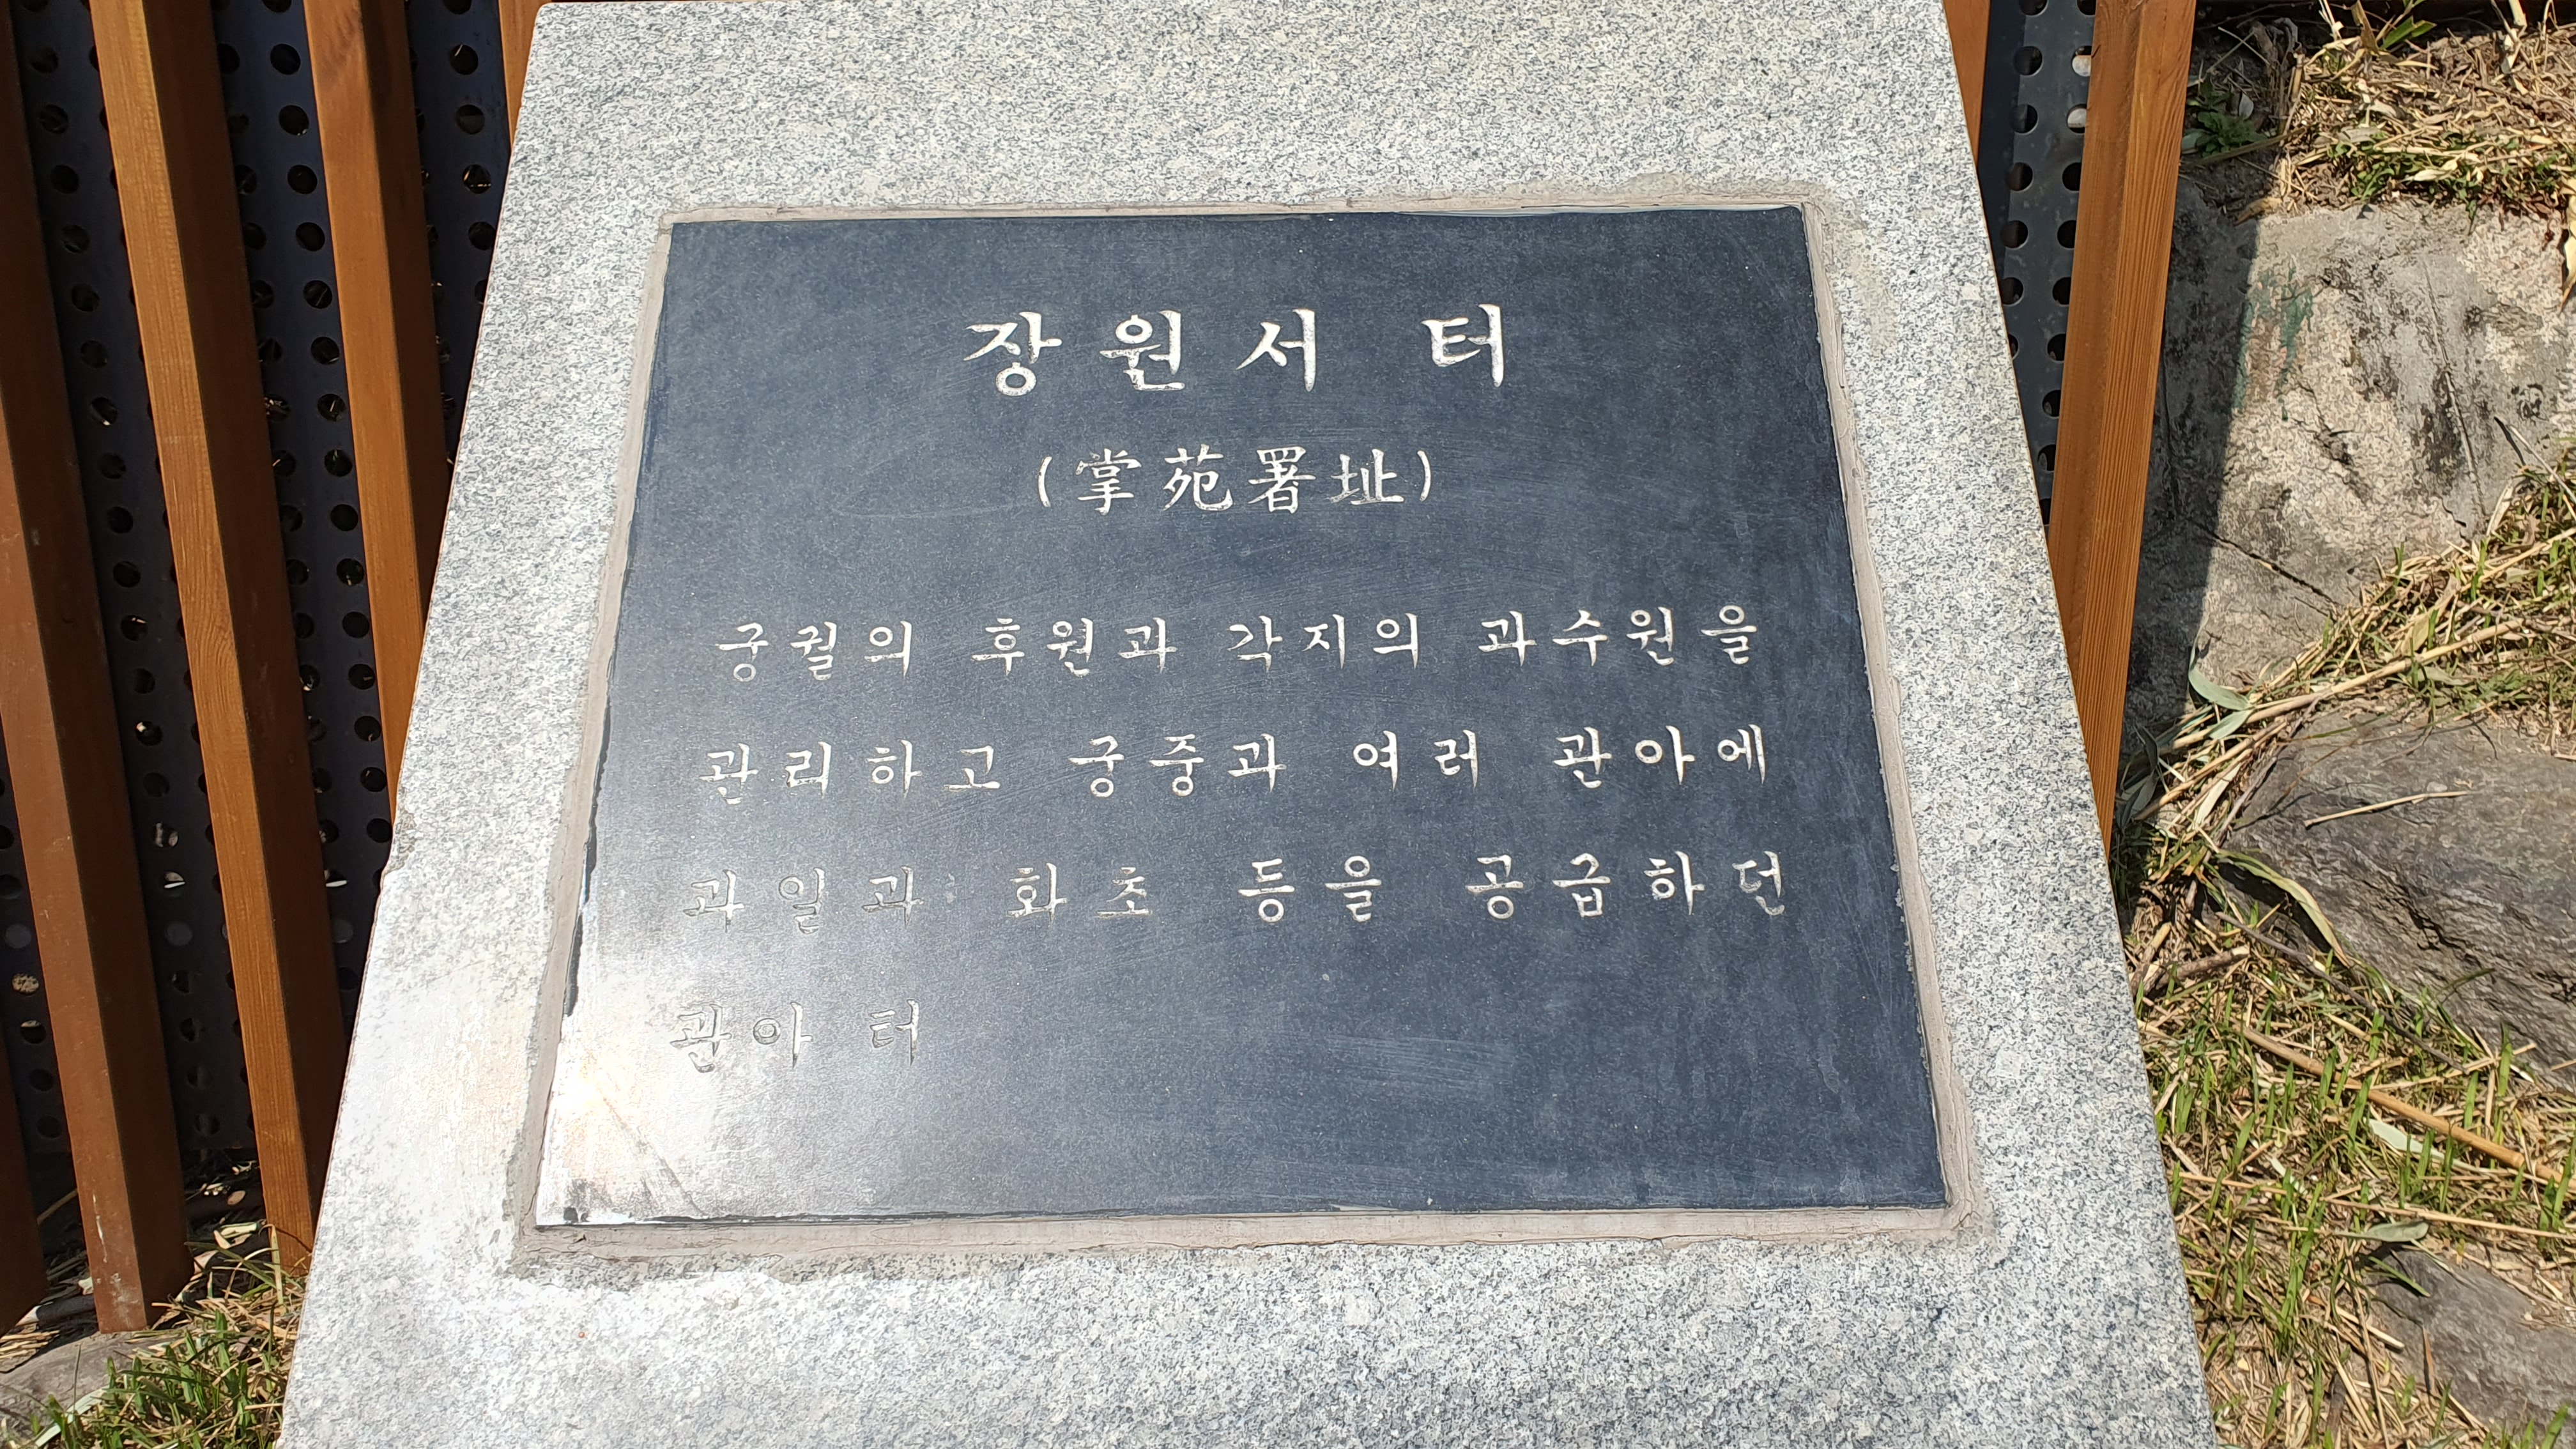 장원서 터
(掌苑署址)
궁궐의 후원과 각지의 과수원을
관리하고 궁중과 여러 관아에
과일과 화초 등을 공급하던
관아 터